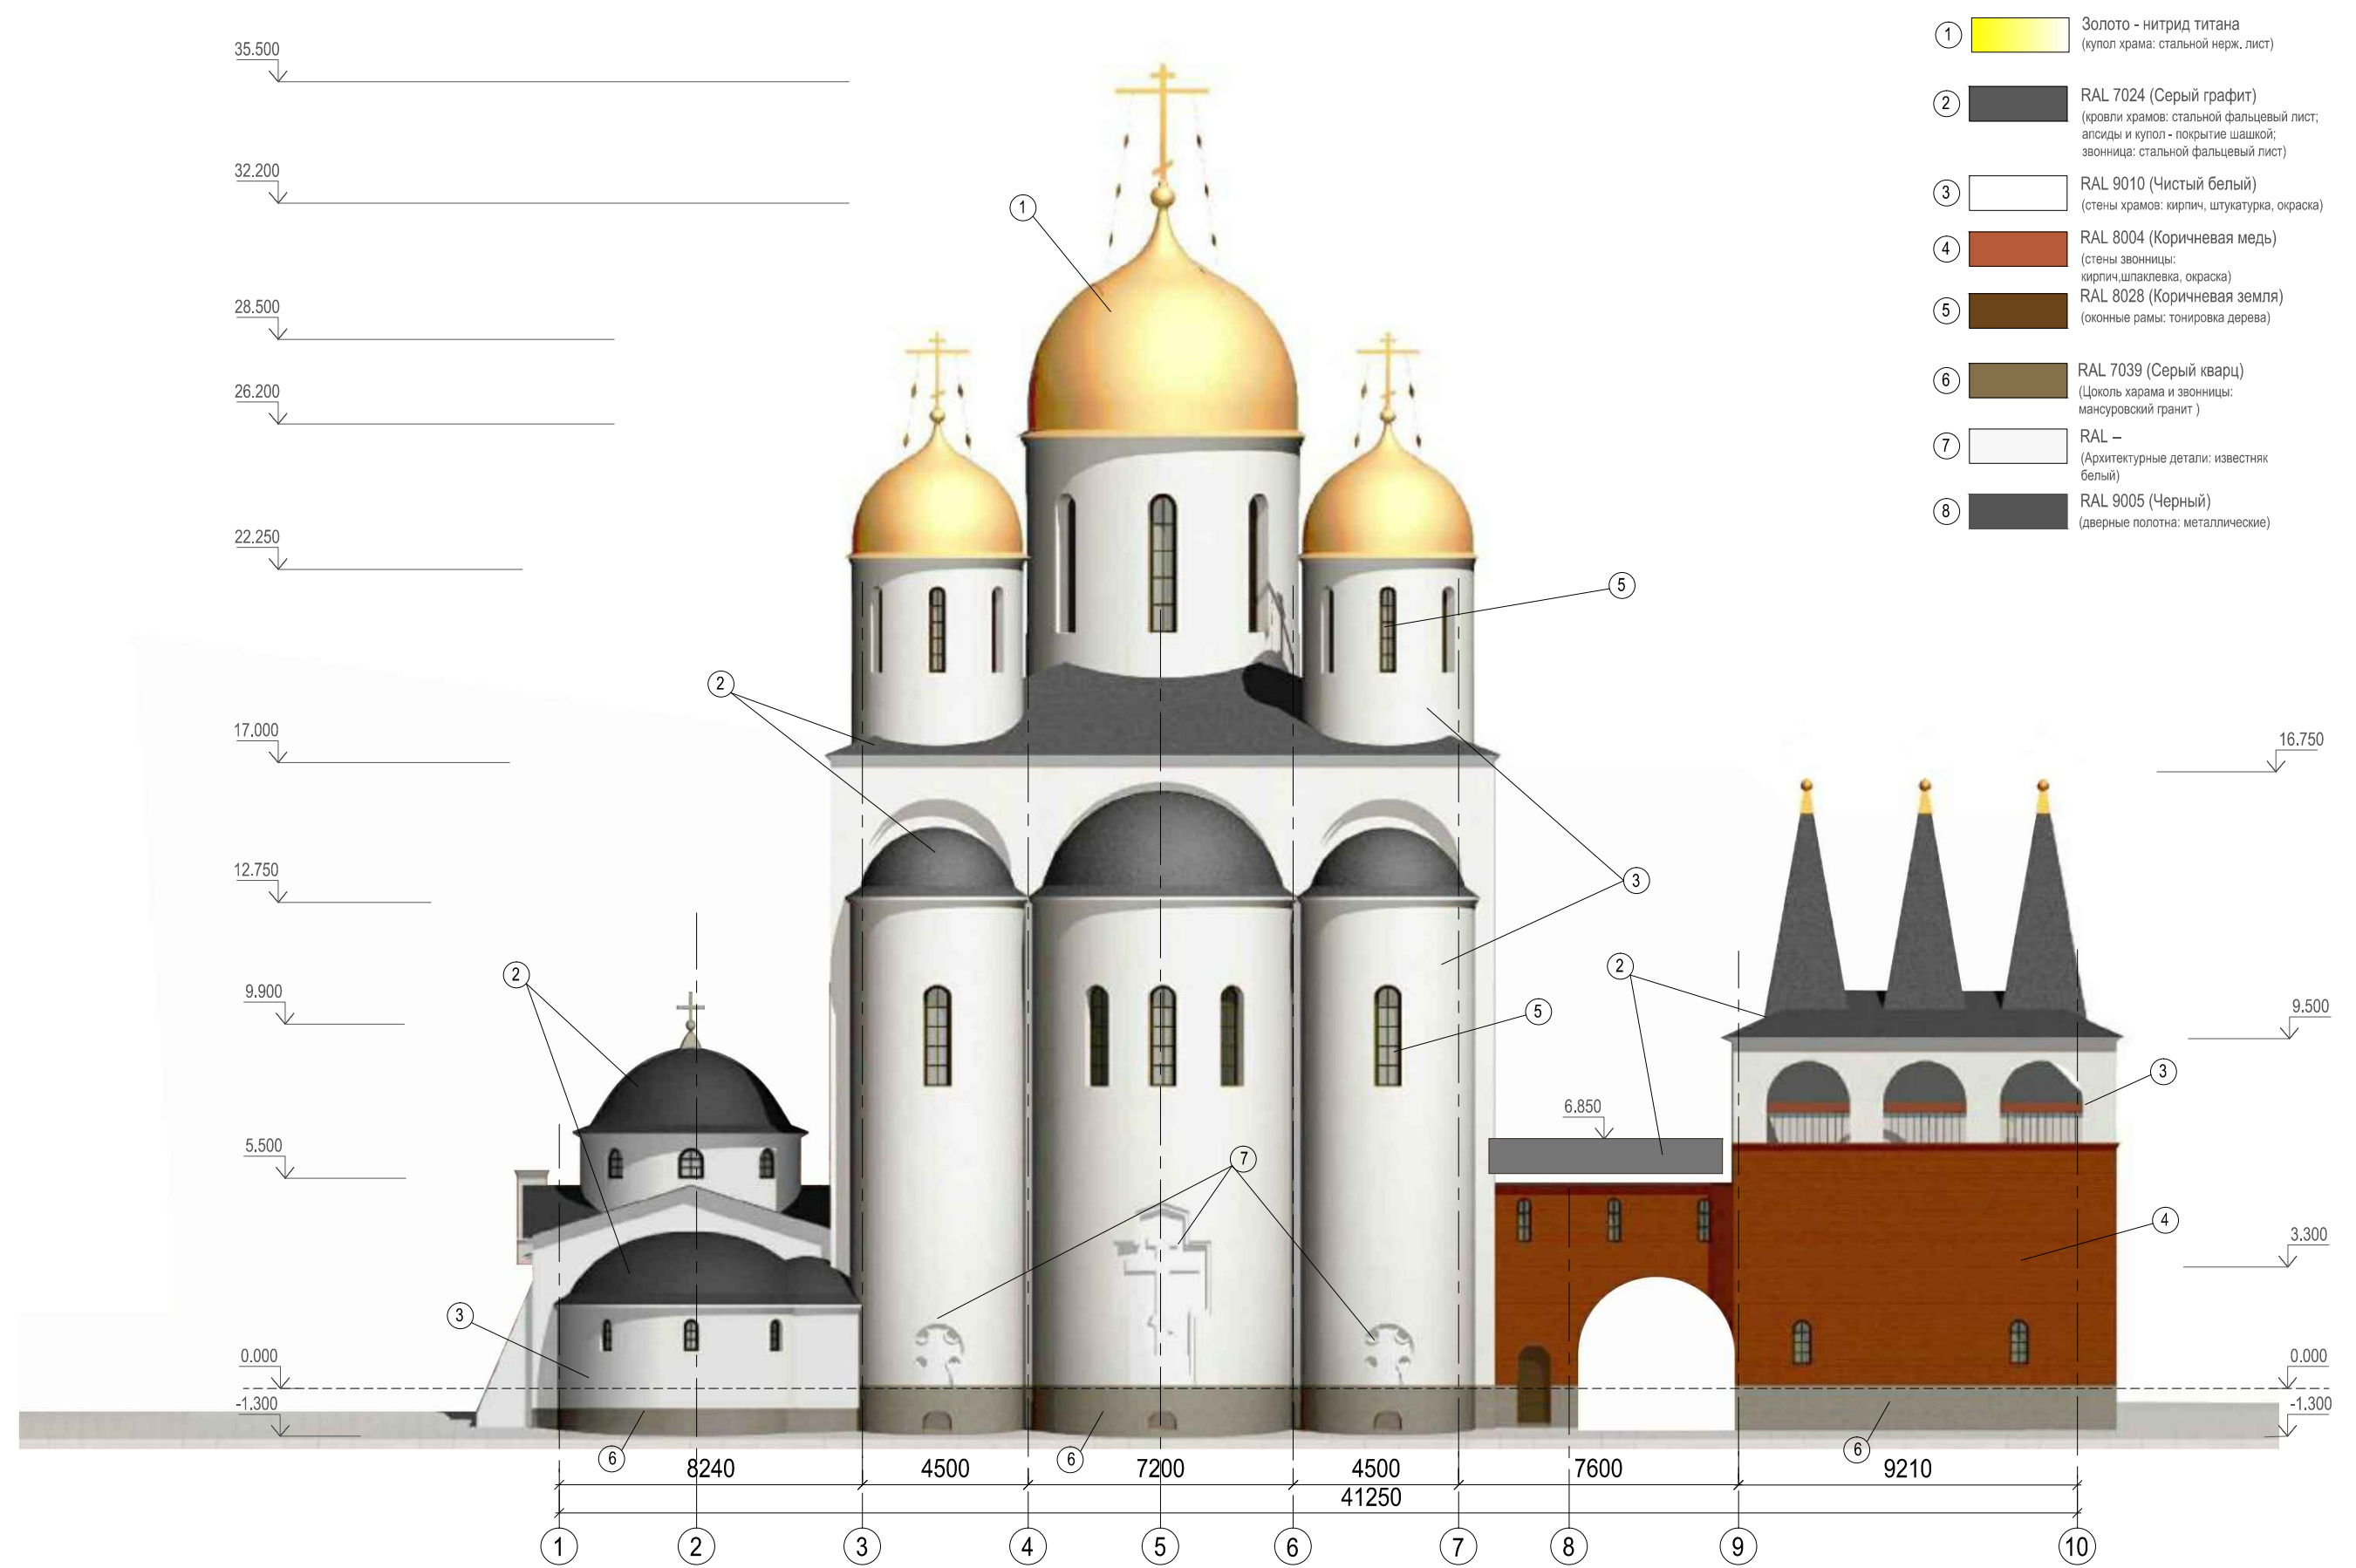 35.500
32.200
28.500
26.200
22.250
17.000
12.750
9.900
5.500
0.000
-1.300
1
Золото - нитрид титана
(купол храма: стальной нерж. лист)
2
RAL 7024 (Серый графит)
(кровли храмов: стальной фальцевый лист;
апсиды и купол - покрытие шашкой;
звонница: стальной фальцевый лист)
3
RAL 9010 (Чистый белый)
(стены храмов: кирпич, штукатурка, окраска)
4
RAL 8004 (Коричневая медь)
(стены звонницы:
кирпич,шпаклевка, окраска)
5
RAL 8028 (Коричневая земля)
(оконные рамы: тонировка дерева)
6
RAL 7039 (Серый кварц)
(Цоколь харама и звонницы:
мансуровский гранит )
7
RAL –
(Архитектурные детали: известняк
белый)
8
RAL 9005 (Черный)
(дверные полотна: металлические)
1
5
2
3
2
2
5
3
6.850
7
4
3
6
6
6
16.750
9.500
3.300
0.000
-1.300
8240 4500 7200 4500 7600 9210
41250
1 2 3 4 5 6 7 8 9 10